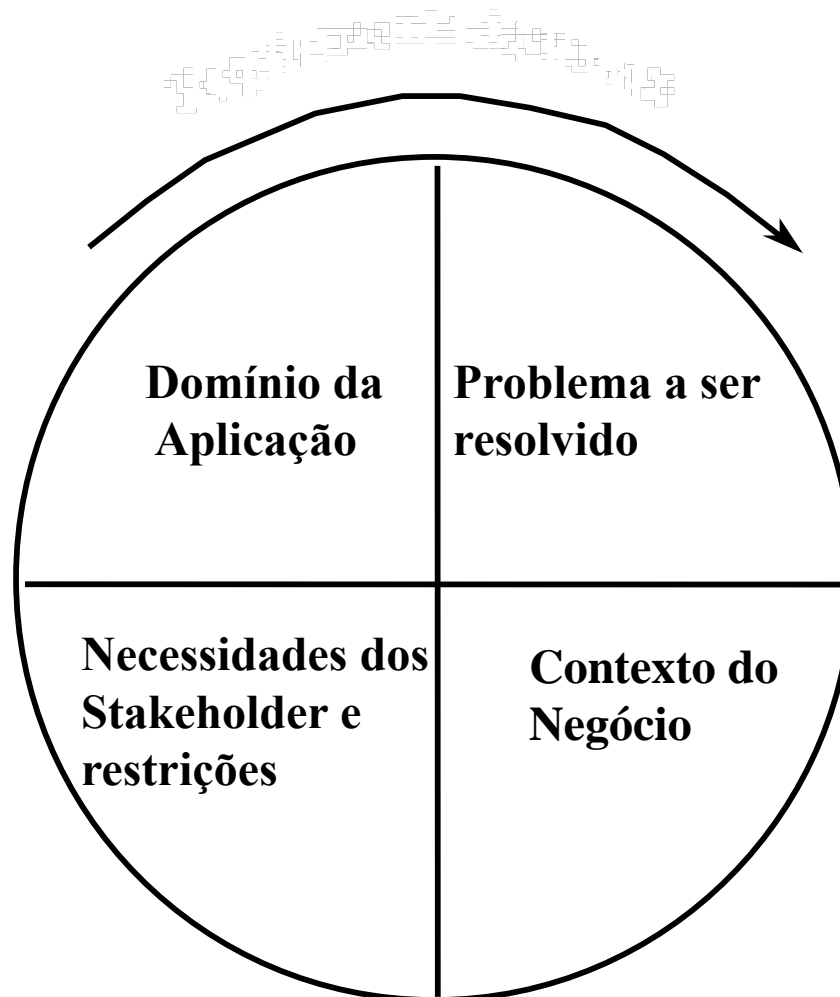 Domínio da
Aplicação
Problema a ser
resolvido
Necessidades dos
Stakeholder e
restrições
Contexto do
Negócio